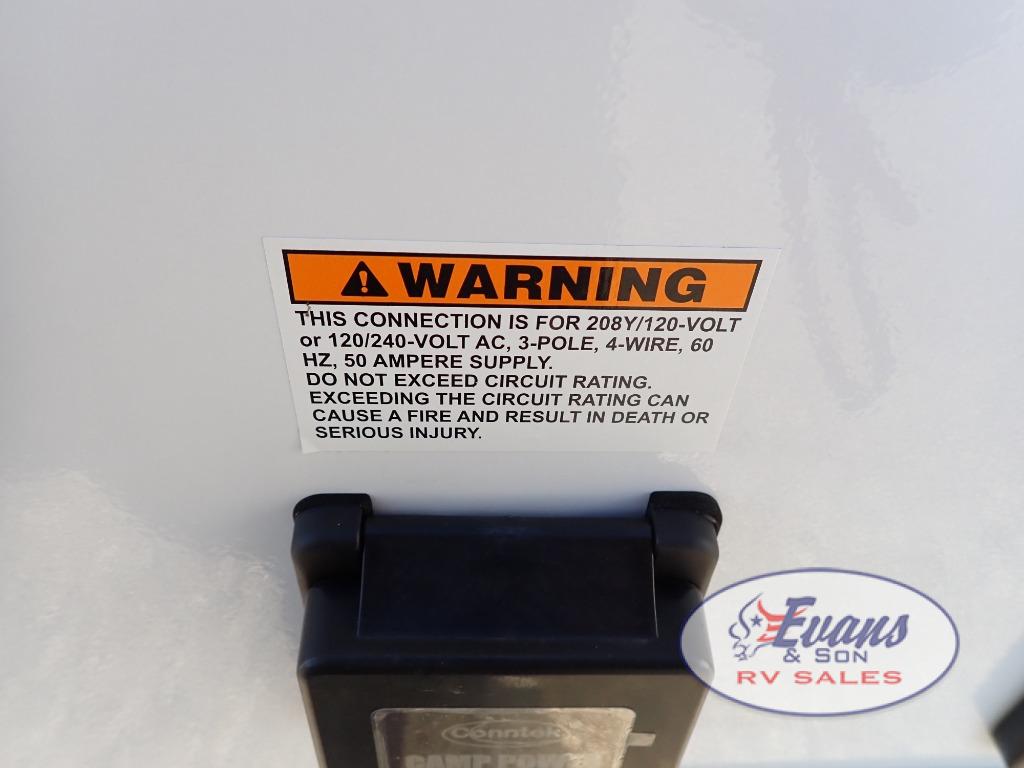 WARNING
THIS CONNECTION IS FOR 208Y/120-VOLT
or 120/240-VOLT AC, 3-POLE, 4-WIRE, 60
HZ, 50 AMPERE SUPPLY.
DO NOT EXCEED CIRCUIT RATING.
EXCEEDING THE CIRCUIT RATING CAN
CAUSE A FIRE AND RESULT IN DEATH OR
SERIOUS INJURY.
Evans
& SON
RV SALES
Conntek